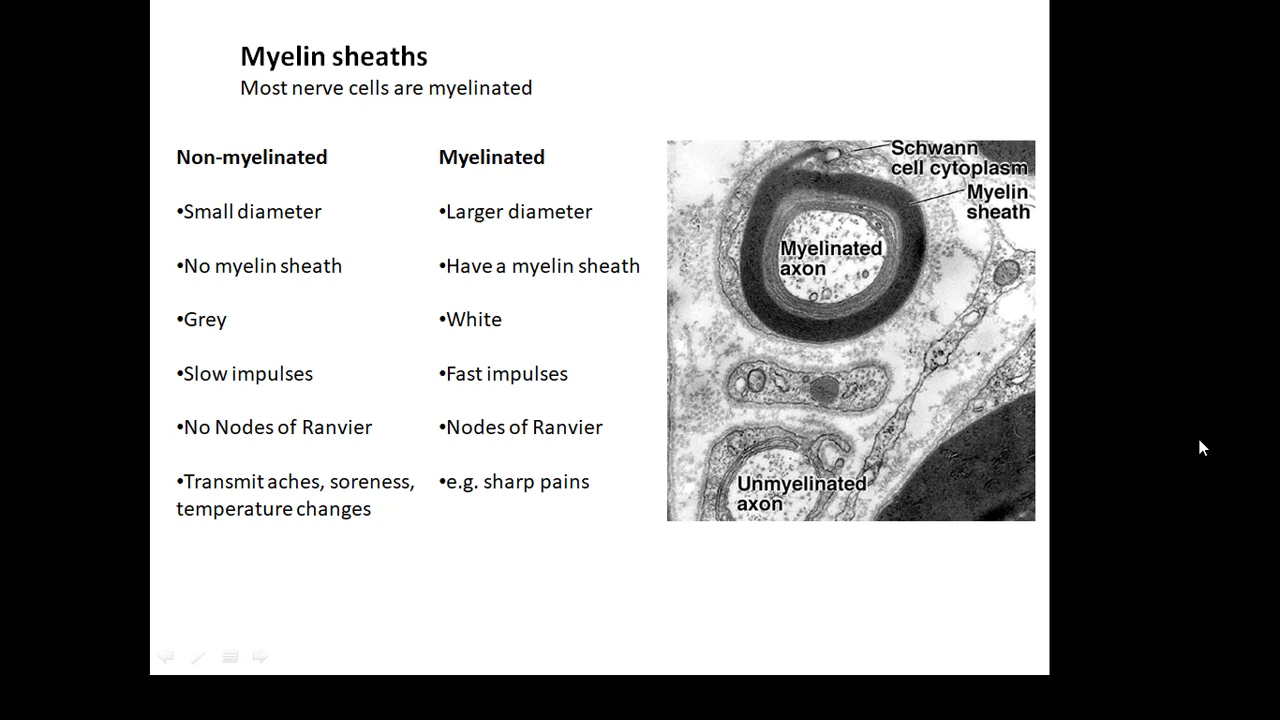 Myelin sheaths
Most nerve cells are myelinated
Non-myelinated
•Small diameter
•No myelin sheath
•Grey
•Slow impulses
•No Nodes of Ranvier
•Transmit aches, soreness,
temperature changes
Myelinated
•Larger diameter
•Have a myelin sheath
•White
•Fast impulses
•Nodes of Ranvier
•e.g. sharp pains
Schwann
cell cytoplasm
Myelin
sheath
Myelinated
axon
Unmyelinated
axon